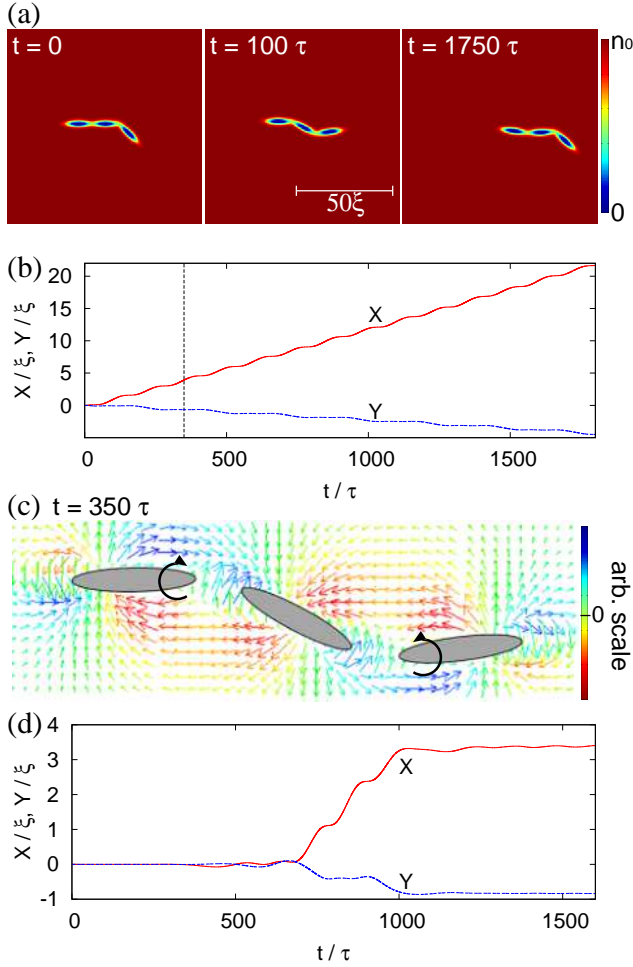 (a)
t = 0
t = 100 τ
t = 1750 τ
n0
50ξ
0
(b)
20
15
10
5
0
X / ξ, Y / ξ
X
Y
0 500 1000 1500
t / τ
(c) t = 350 τ
arb. scale
0
(d)
4
3
2
1
0
-1
X / ξ, Y / ξ
X
Y
0 500 1000 1500
t / τ